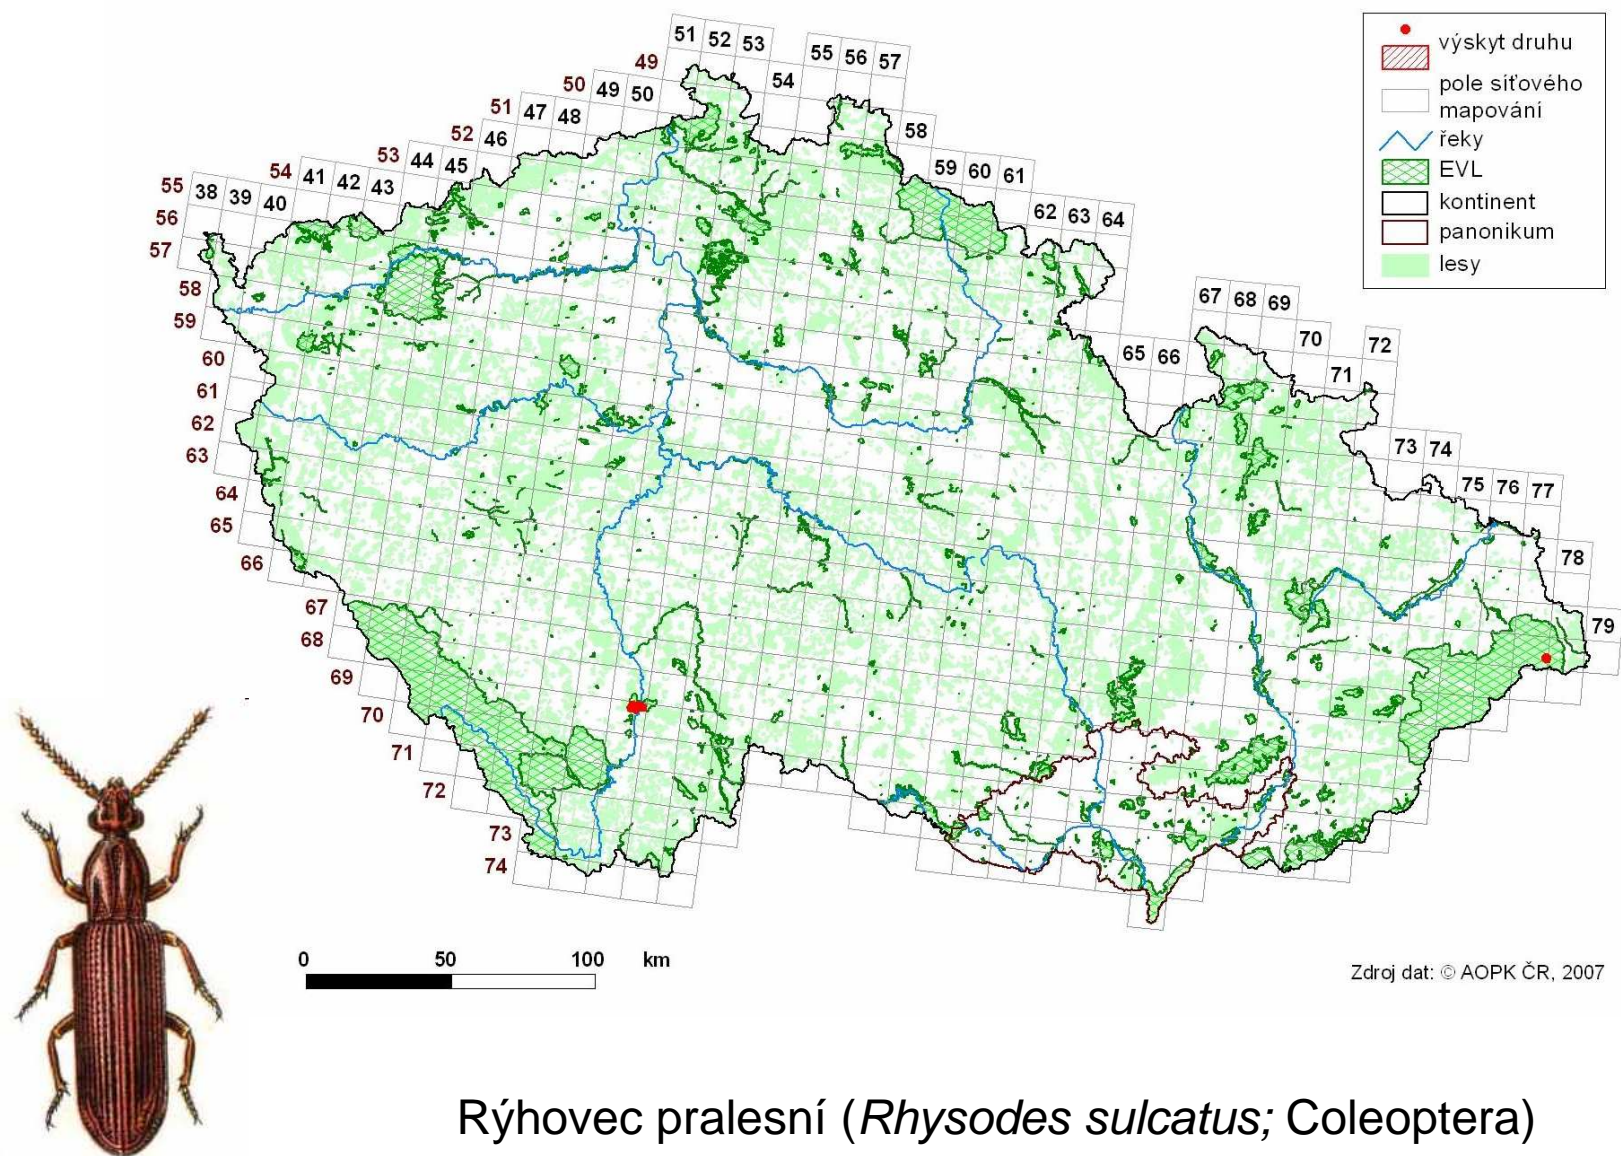 51 52 53
55 56 57
54
49
50 49 50
51 47 48
52 46
53 44 45
54 41 42 43
55 38 39 40
56
57
58
59
60
61
62
63
64
65
66
67
68
69
70
71
72
73
74
58
59 60 61
62 63 64
65 66
67 68 69
70
71
72
73 74
75 76 77
78
79
výskyt druhu
pole síťového
mapování
řeky
EVL
kontinent
panonikum
lesy
0 50 100 km
Zdroj dat: © AOPK ČR, 2007
Rýhovec pralesní (Rhysodes sulcatus; Coleoptera)